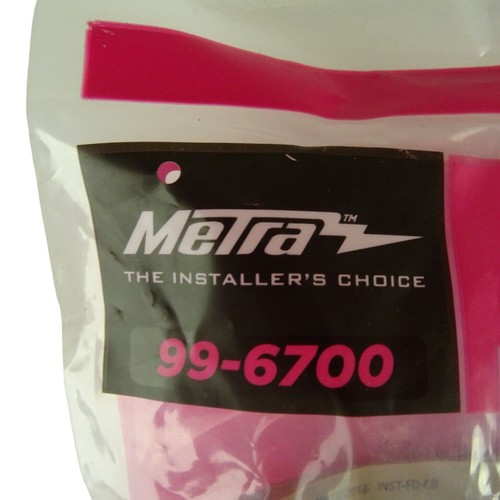 MeTra™
THE INSTALLER'S CHOICE
99-6700